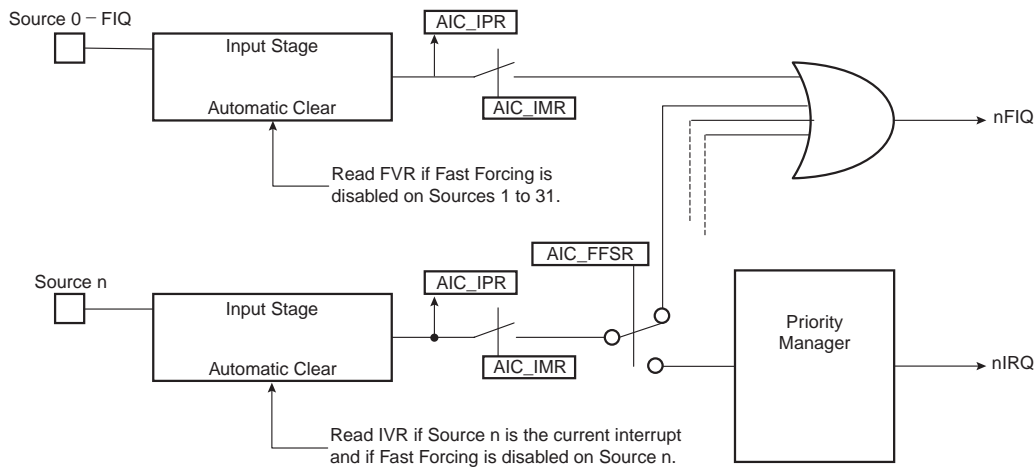 Source 0 – FIQ
AIC_IPR
Input Stage
Automatic Clear
AIC_IMR
nFIQ
Read FVR if Fast Forcing is
disabled on Sources 1 to 31.
AIC_FFSR
Source n
AIC_IPR
Input Stage
Priority
Manager
Automatic Clear
AIC_IMR
nIRQ
Read IVR if Source n is the current interrupt
and if Fast Forcing is disabled on Source n.